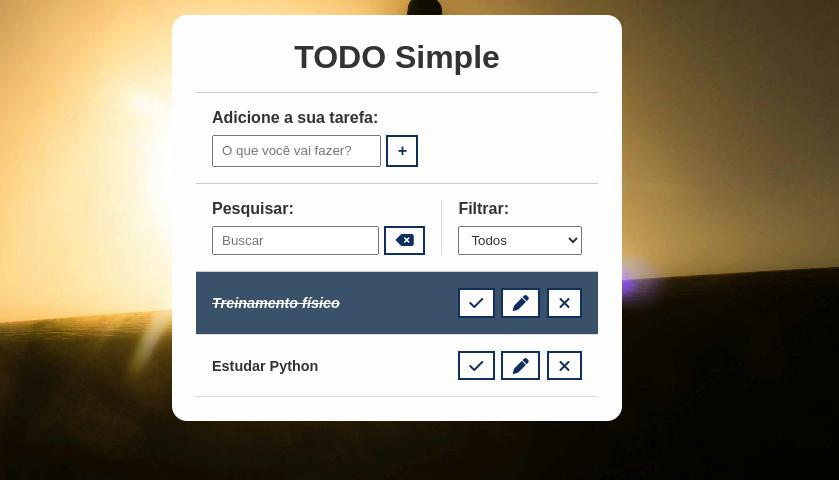 TODO Simple
Adicione a sua tarefa:
O que você vai fazer?
+
Pesquisar:
Filtrar:
Buscar
Todos
Treinamento físico
Estudar Python